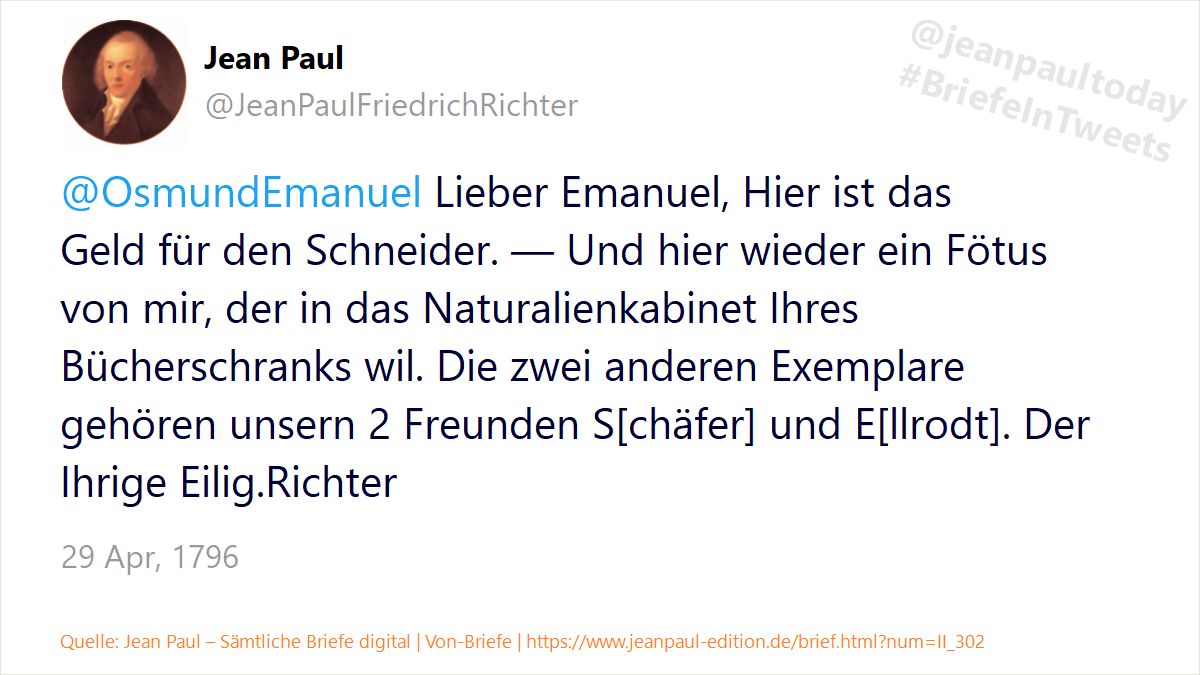 Jean Paul
@JeanPaulFriedrichRichter
@jeanpaultoday
#BriefeInTweets
@OsmundEmanuel Lieber Emanuel, Hier ist das
Geld für den Schneider. — Und hier wieder ein Fötus
von mir, der in das Naturalienkabinet Ihres
Bücherschranks wil. Die zwei anderen Exemplare
gehören unsern 2 Freunden S[chäfer] und E[llrodt]. Der
Ihrige Eilig.Richter
29 Apr, 1796
Quelle: Jean Paul – Sämtliche Briefe digital | Von-Briefe | https://www.jeanpaul-edition.de/brief.html?num=II_302